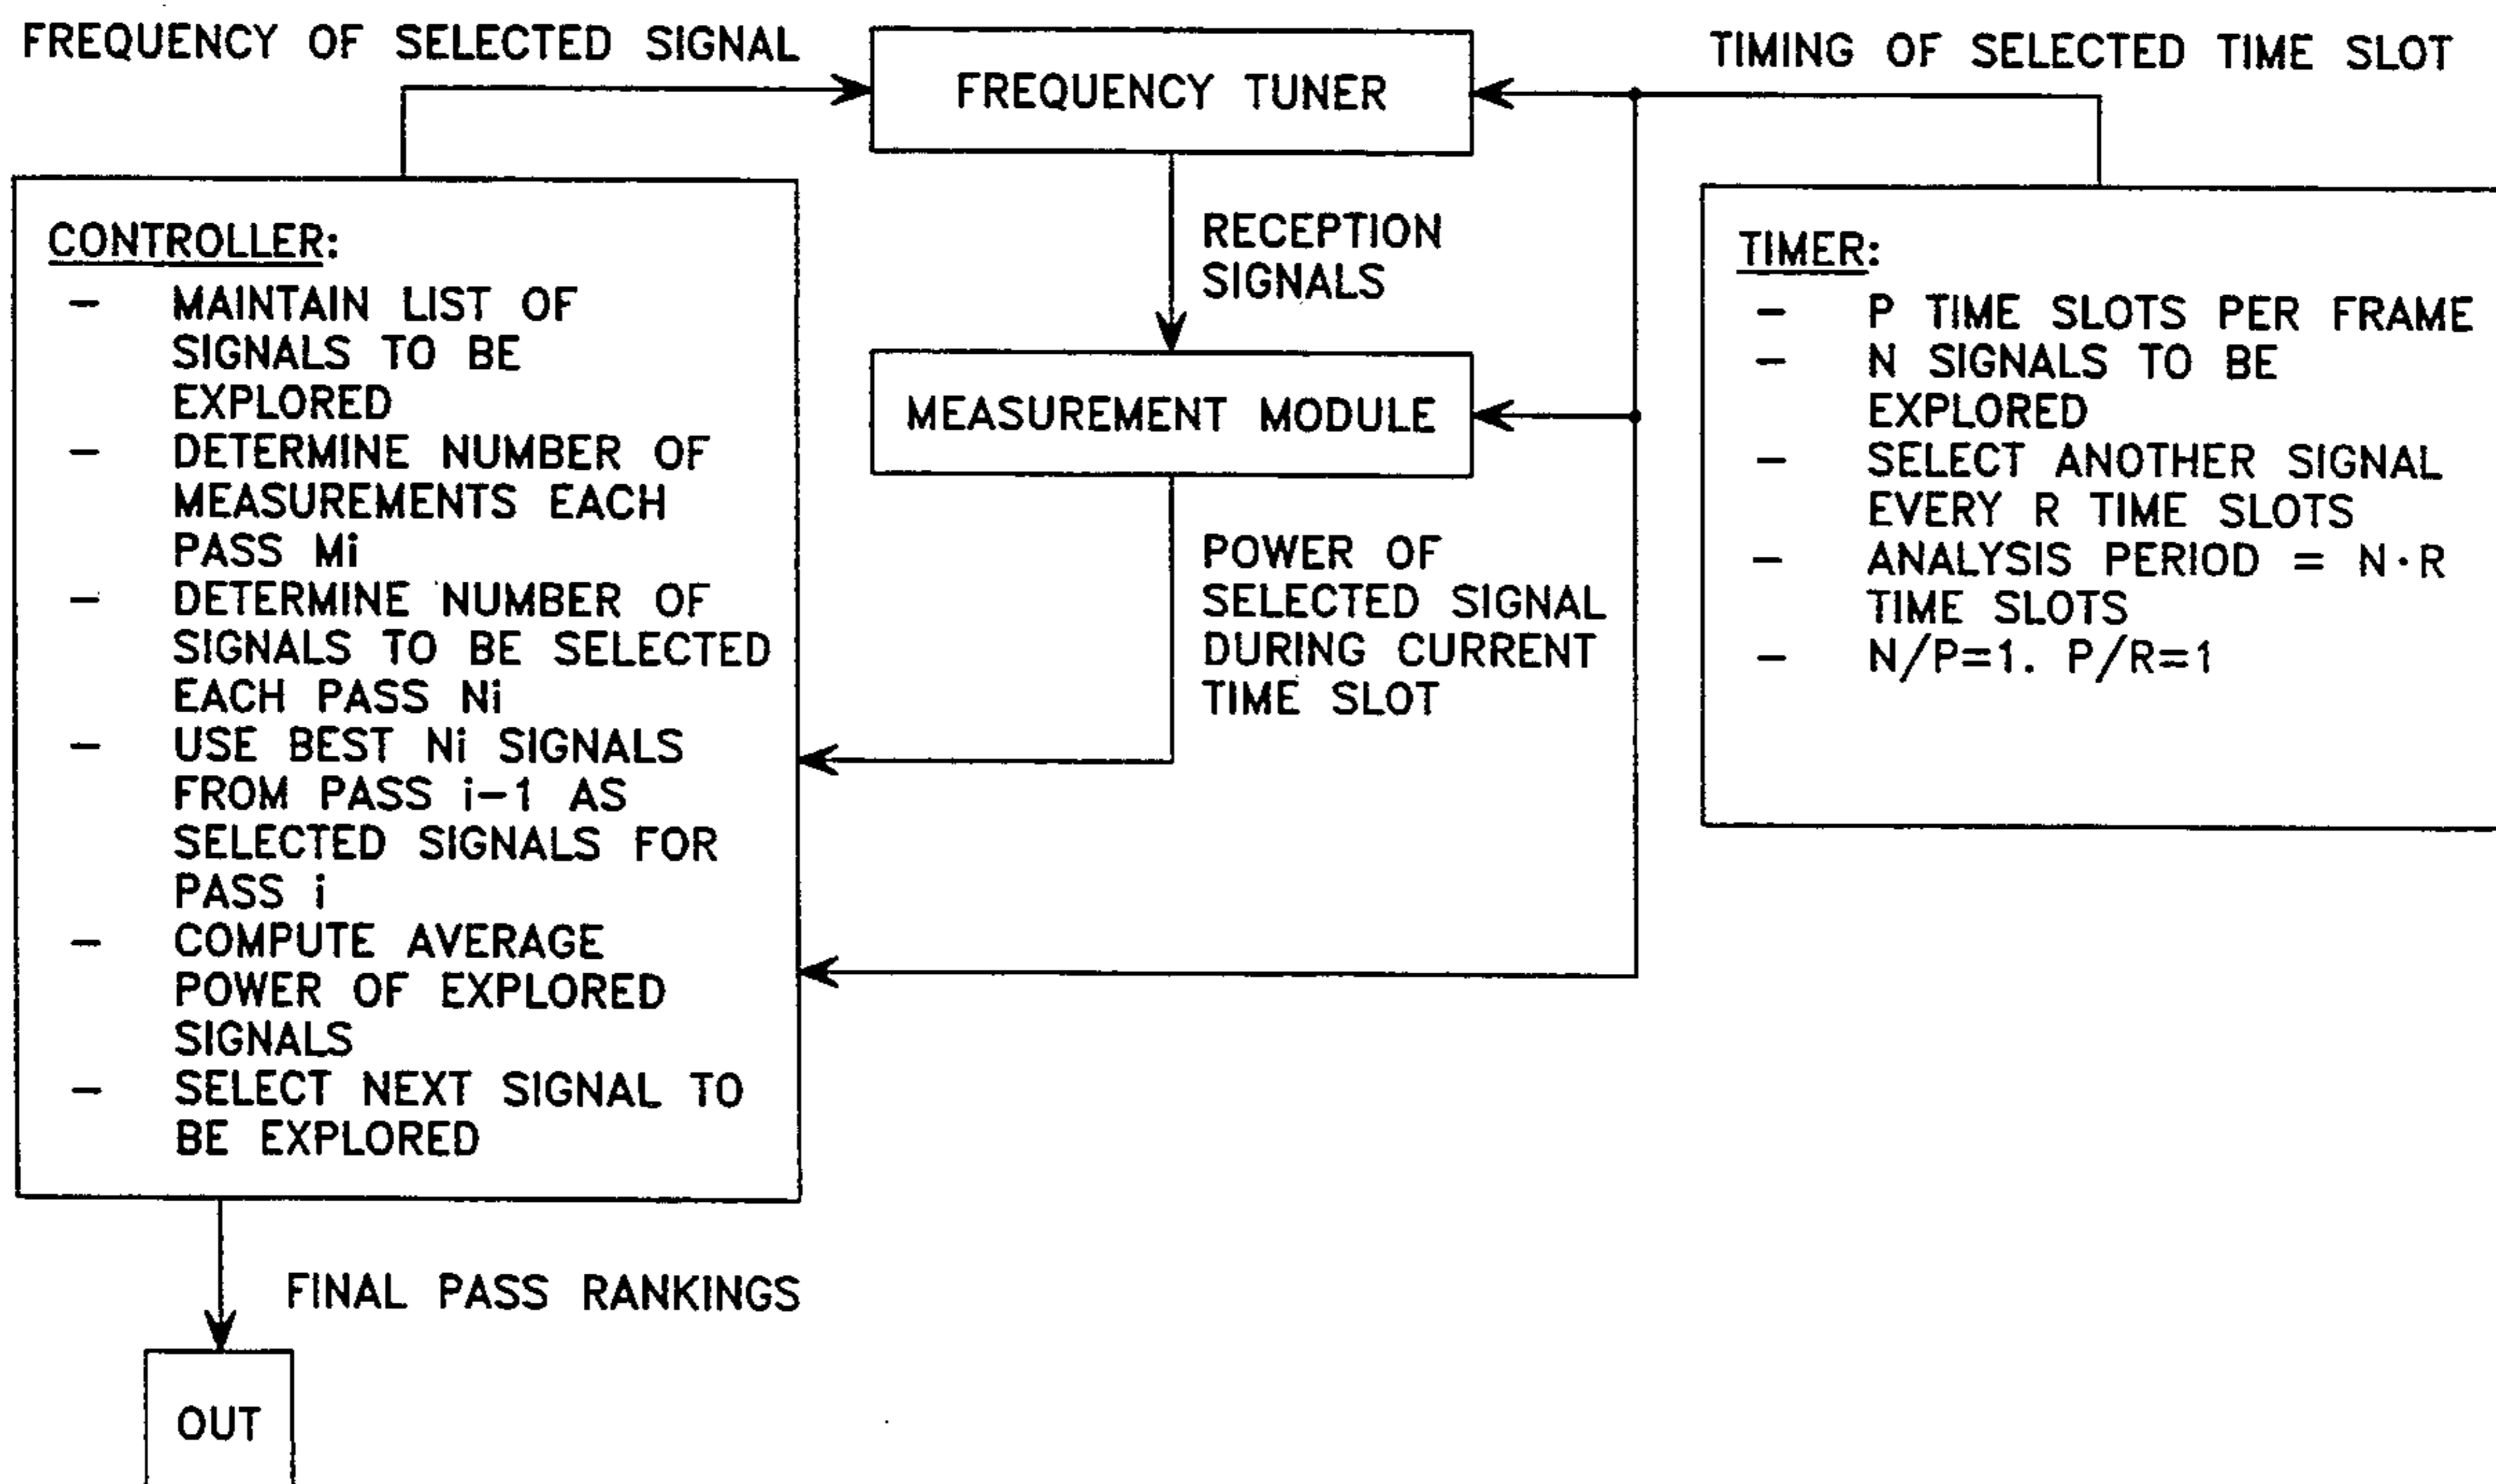 FREQUENCY OF SELECTED SIGNAL
FREQUENCY TUNER
TIMING OF SELECTED TIME SLOT
CONTROLLER:
- MAINTAIN LIST OF
SIGNALS TO BE
EXPLORED
- DETERMINE NUMBER OF
MEASUREMENTS EACH
PASS Mi
- DETERMINE NUMBER OF
SIGNALS TO BE SELECTED
EACH PASS Ni
- USE BEST Ni SIGNALS
FROM PASS i-1 AS
SELECTED SIGNALS FOR
PASS i
- COMPUTE AVERAGE
POWER OF EXPLORED
SIGNALS
- SELECT NEXT SIGNAL TO
BE EXPLORED
RECEPTION
SIGNALS
MEASUREMENT MODULE
POWER OF
SELECTED SIGNAL
DURING CURRENT
TIME SLOT
TIMER:
- P TIME SLOTS PER FRAME
- N SIGNALS TO BE
EXPLORED
- SELECT ANOTHER SIGNAL
EVERY R TIME SLOTS
- ANALYSIS PERIOD = N·R
TIME SLOTS
- N/P=1. P/R=1
FINAL PASS RANKINGS
OUT